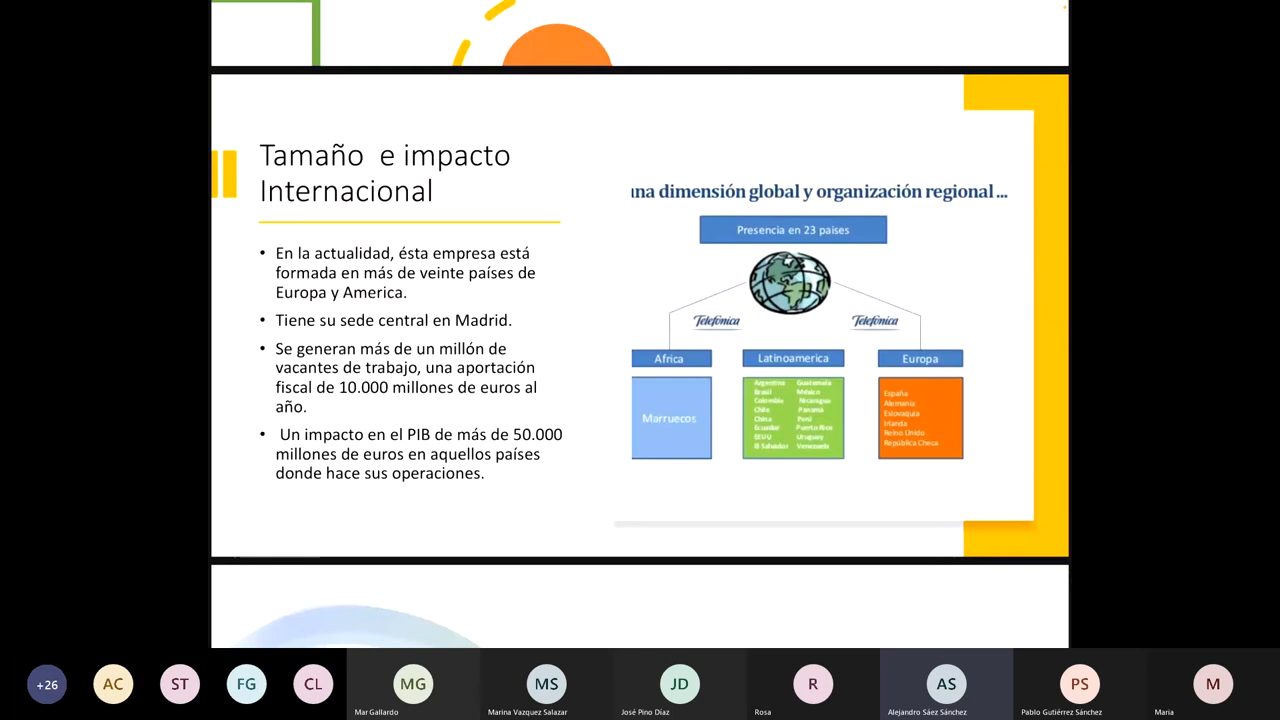 Tamaño e impacto
Internacional
• En la actualidad, ésta empresa está
formada en más de veinte países de
Europa y America.
• Tiene su sede central en Madrid.
• Se generan más de un millón de
vacantes de trabajo, una aportación
fiscal de 10.000 millones de euros al
año.
• Un impacto en el PIB de más de 50.000
millones de euros en aquellos países
donde hace sus operaciones.
na dimensión global y organización regional ...
Presencia en 23 paises
Telefónica Telefónica
Africa Latinoamerica Europa
Marruecos
Argentina Guatemala
Brasil México
Colombia Nicaragua
Chile Panamá
China Perú
Ecuador Puerto Rico
EEUU Uruguay
El Salvador Venezuela
España
Alemania
Eslovaquia
Irlanda
Reino Unido
República Checa
+26 AC ST FG CL MG MS JD R AS PS M
Mar Gallardo Marina Vazquez Salazar José Pino Díaz Rosa Alejandro Sáez Sánchez Pablo Gutiérrez Sánchez Maria